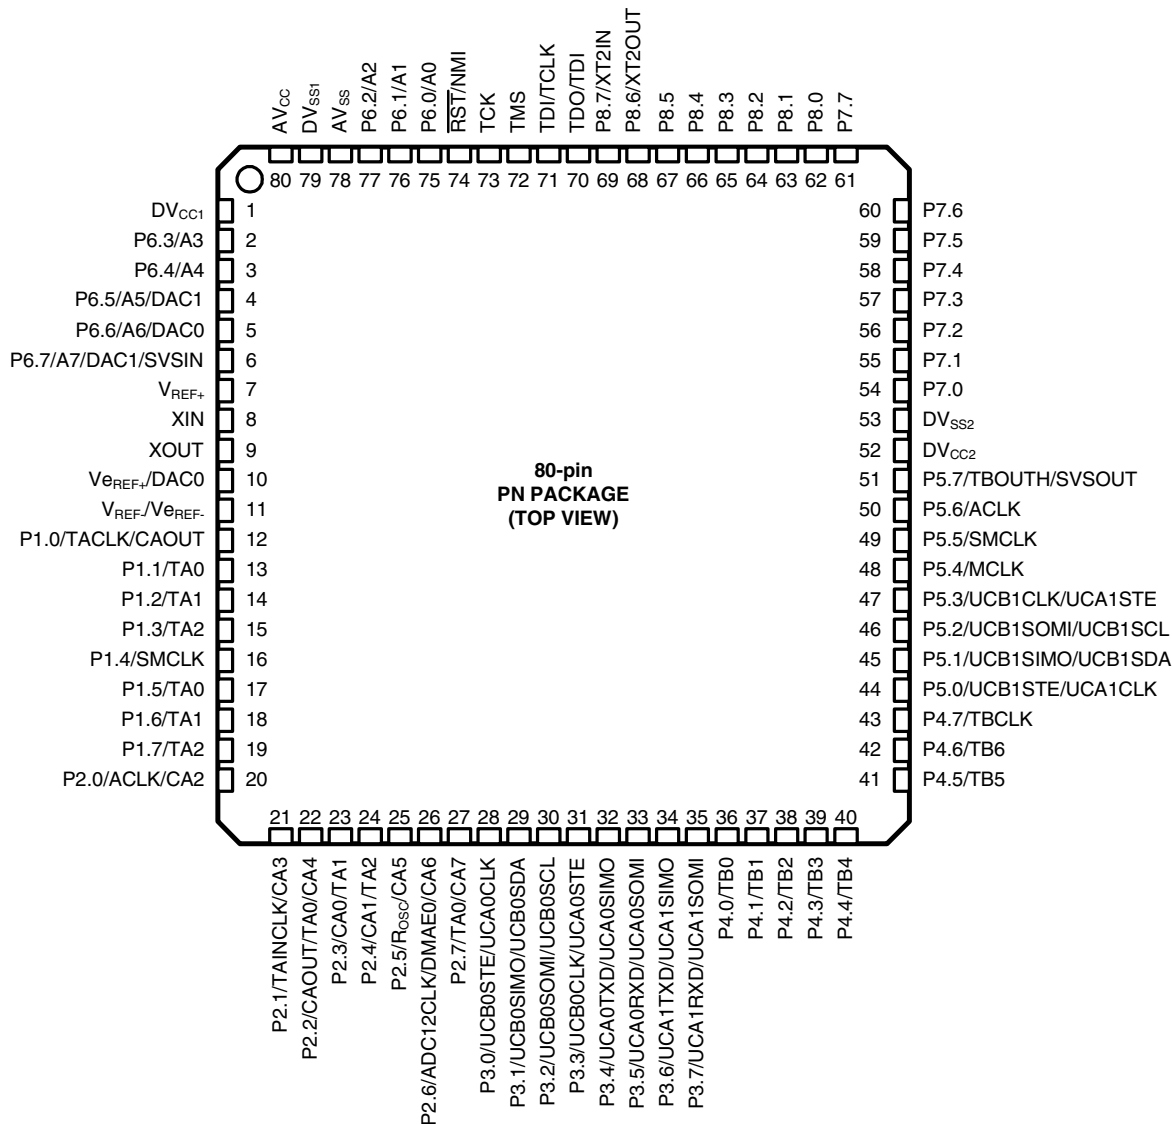 AVCC
DVSS1
AVSS
P6.2/A2
P6.1/A1
P6.0/A0
RST/NMI
TCK
TMS
TDI/TCLK
TDO/TDI
P8.7/XT2IN
P8.6/XT2OUT
P8.5
P8.4
P8.3
P8.2
P8.1
P8.0
P7.7
80 79 78 77 76 75 74 73 72 71 70 69 68 67 66 65 64 63 62 61
DVCC1 1
P6.3/A3 2
P6.4/A4 3
P6.5/A5/DAC1 4
P6.6/A6/DAC0 5
P6.7/A7/DAC1/SVSIN 6
VREF+ 7
XIN 8
XOUT 9
VeREF+/DAC0 10
VREF-/VeREF- 11
P1.0/TACLK/CAOUT 12
P1.1/TA0 13
P1.2/TA1 14
P1.3/TA2 15
P1.4/SMCLK 16
P1.5/TA0 17
P1.6/TA1 18
P1.7/TA2 19
P2.0/ACLK/CA2 20
80-pin
PN PACKAGE
(TOP VIEW)
60 P7.6
59 P7.5
58 P7.4
57 P7.3
56 P7.2
55 P7.1
54 P7.0
53 DVSS2
52 DVCC2
51 P5.7/TBOUTH/SVSOUT
50 P5.6/ACLK
49 P5.5/SMCLK
48 P5.4/MCLK
47 P5.3/UCB1CLK/UCA1STE
46 P5.2/UCB1SOMI/UCB1SCL
45 P5.1/UCB1SIMO/UCB1SDA
44 P5.0/UCB1STE/UCA1CLK
43 P4.7/TBCLK
42 P4.6/TB6
41 P4.5/TB5
21 22 23 24 25 26 27 28 29 30 31 32 33 34 35 36 37 38 39 40
P2.1/TAINCLK/CA3
P2.2/CAOUT/TA0/CA4
P2.3/CA0/TA1
P2.4/CA1/TA2
P2.5/ROSC/CA5
P2.6/ADC12CLK/DMAE0/CA6
P2.7/TA0/CA7
P3.0/UCB0STE/UCA0CLK
P3.1/UCB0SIMO/UCB0SDA
P3.2/UCB0SOMI/UCB0SCL
P3.3/UCB0CLK/UCA0STE
P3.4/UCA0TXD/UCA0SIMO
P3.5/UCA0RXD/UCA0SOMI
P3.6/UCA1TXD/UCA1SIMO
P3.7/UCA1RXD/UCA1SOMI
P4.0/TB0
P4.1/TB1
P4.2/TB2
P4.3/TB3
P4.4/TB4